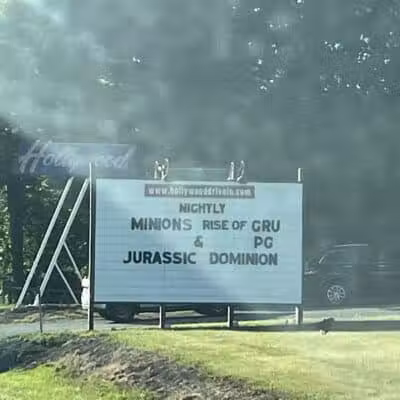 Hollywood
www.hollywooddrivein.com
NIGHTLY
MINIONS RISE OF GRU
& PG
JURASSIC DOMINION